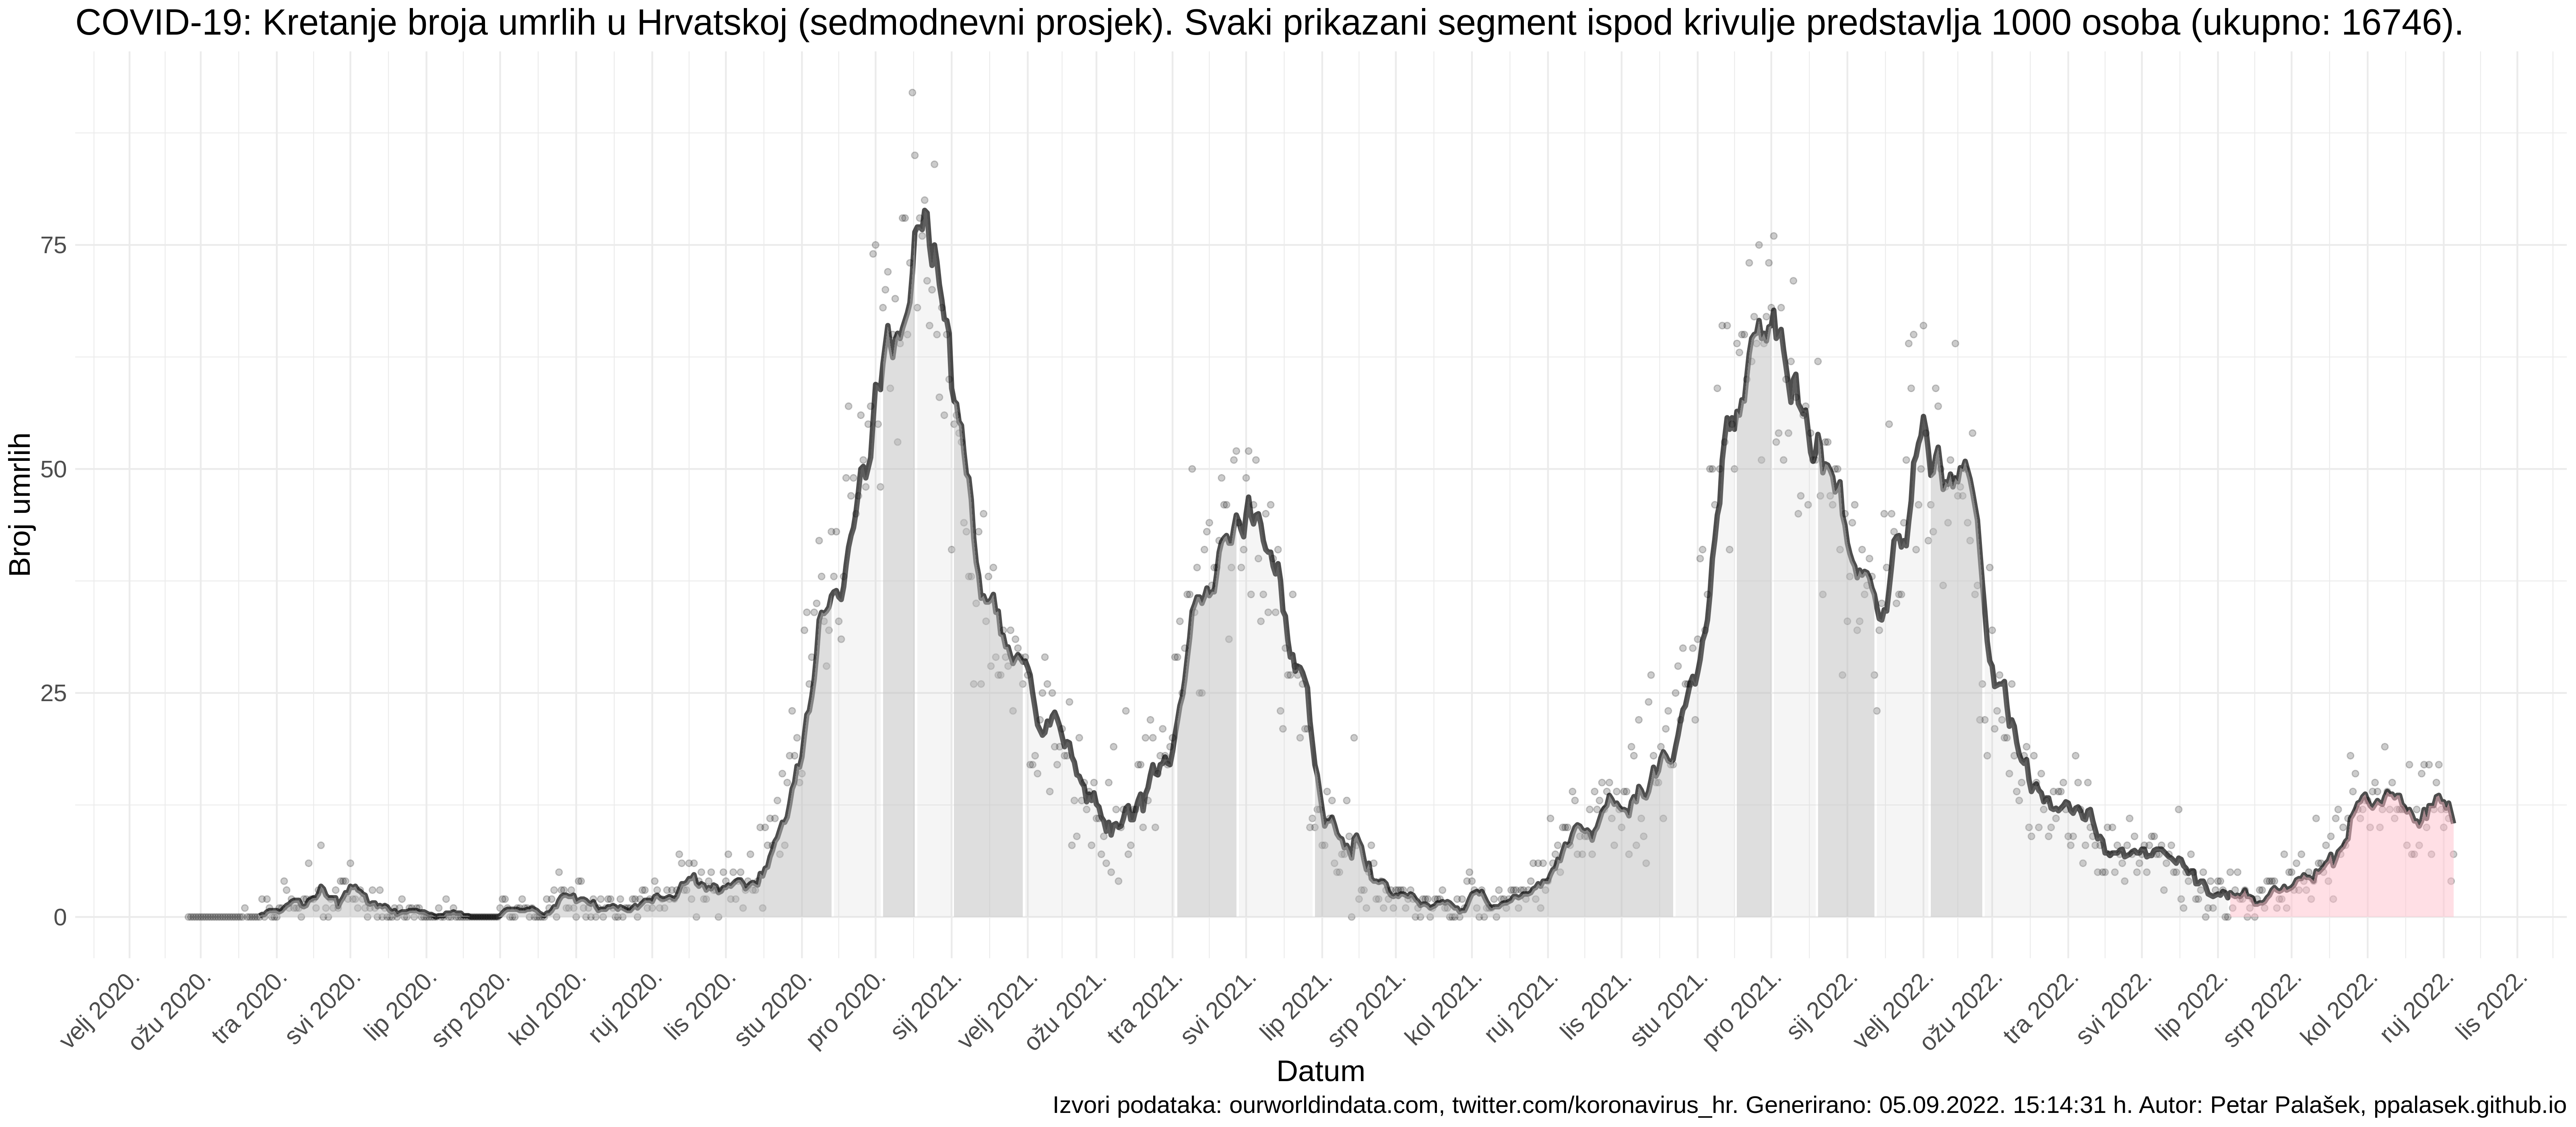 COVID-19: Kretanje broja umrlih u Hrvatskoj (sedmodnevni prosjek). Svaki prikazani segment ispod krivulje predstavlja 1000 osoba (ukupno: 16746).
75
50
25
0
Broj umrlih
velj 2020.
ožu 2020.
tra 2020.
svi 2020.
lip 2020.
srp 2020.
kol 2020.
ruj 2020.
lis 2020.
stu 2020.
pro 2020.
sij 2021.
velj 2021.
ožu 2021.
tra 2021.
svi 2021.
lip 2021.
srp 2021.
kol 2021.
ruj 2021.
lis 2021.
stu 2021.
pro 2021.
sij 2022.
velj 2022.
ožu 2022.
tra 2022.
svi 2022.
lip 2022.
srp 2022.
kol 2022.
ruj 2022.
lis 2022.
Datum
Izvori podataka: ourworldindata.com, twitter.com/koronavirus_hr. Generirano: 05.09.2022. 15:14:31 h. Autor: Petar Palašek, ppalasek.github.io